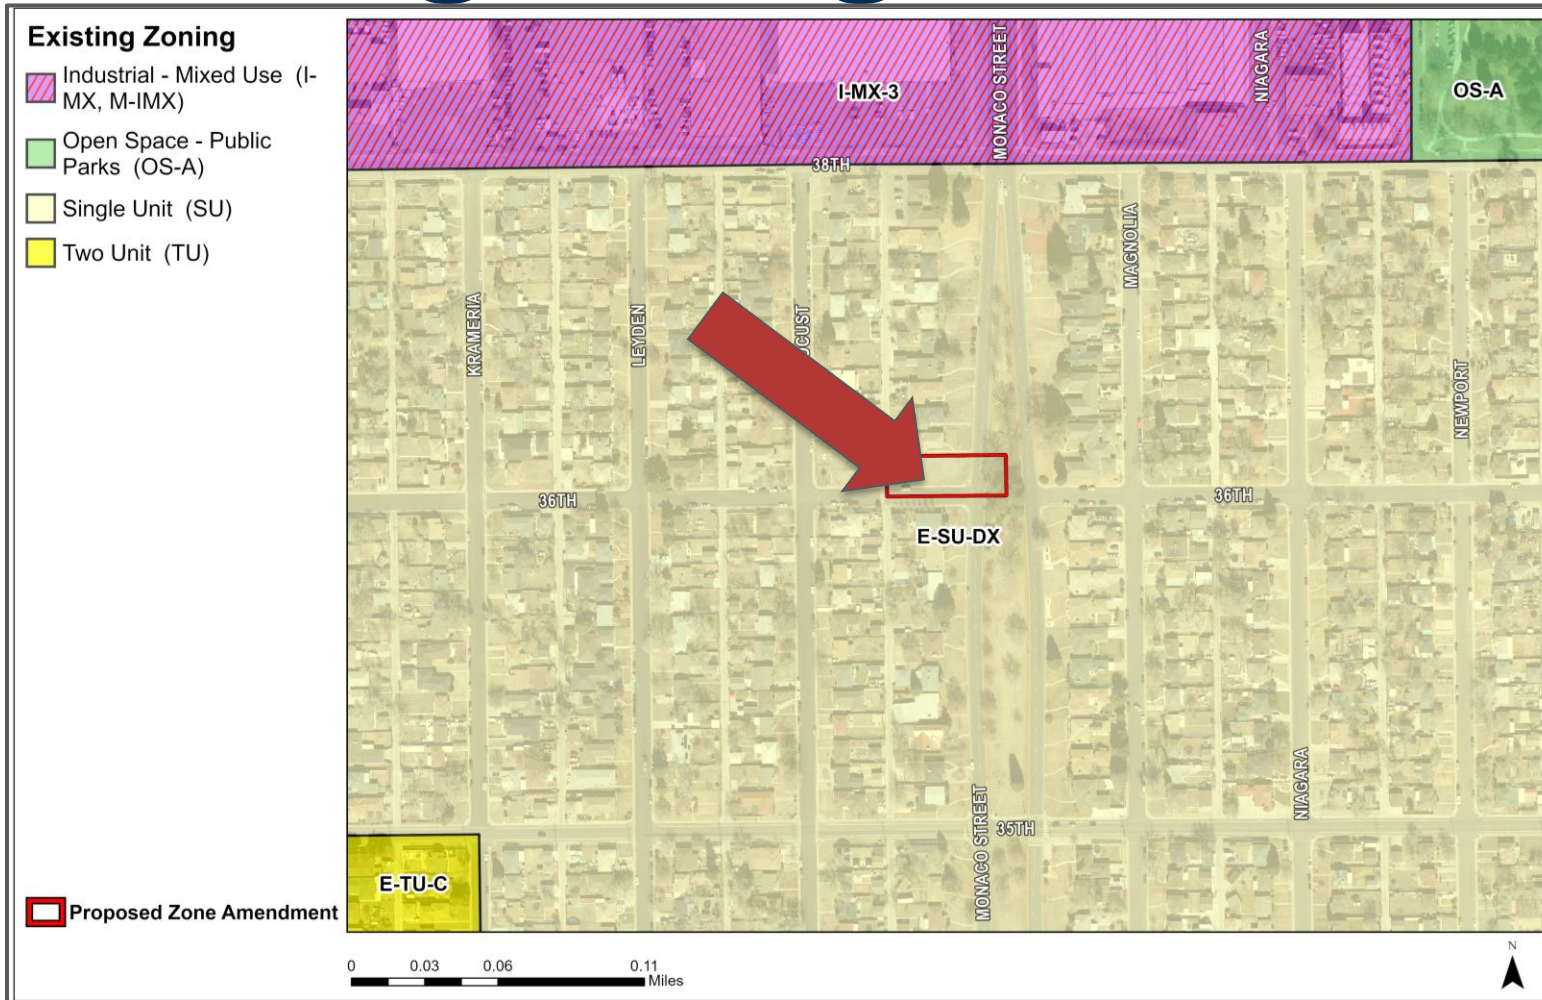 Existing Zoning
Industrial - Mixed Use (I-
MX, M-IMX)
Open Space - Public
Parks (OS-A)
Single Unit (SU)
Two Unit (TU)
Proposed Zone Amendment
I-MX-3
MONACO STREET
NIAGARA
OS-A
38TH
KRAMERIA
LEYDEN
OCUST
MAGNOLIA
NEWPORT
36TH
36TH
E-SU-DX
NIAGARA
MONACO STREET
35TH
E-TU-C
0 0.03 0.06 0.11
Miles
N